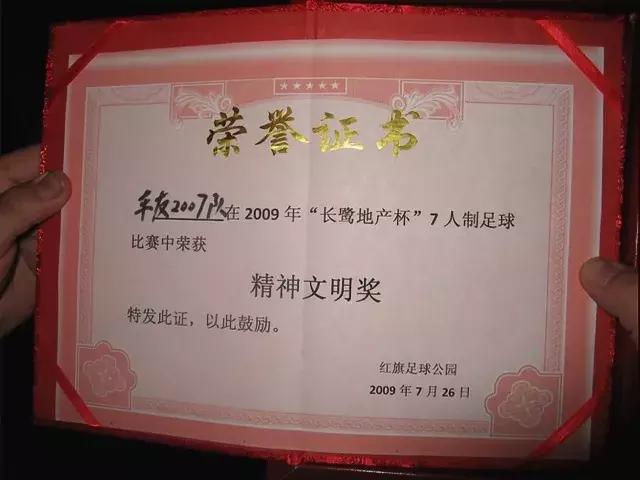 荣誉证书
车友2007队在2009年“长鹭地产杯”7人制足球
比赛中荣获
精神文明奖
特发此证，以此鼓励。
红旗足球公园
2009年7月26日